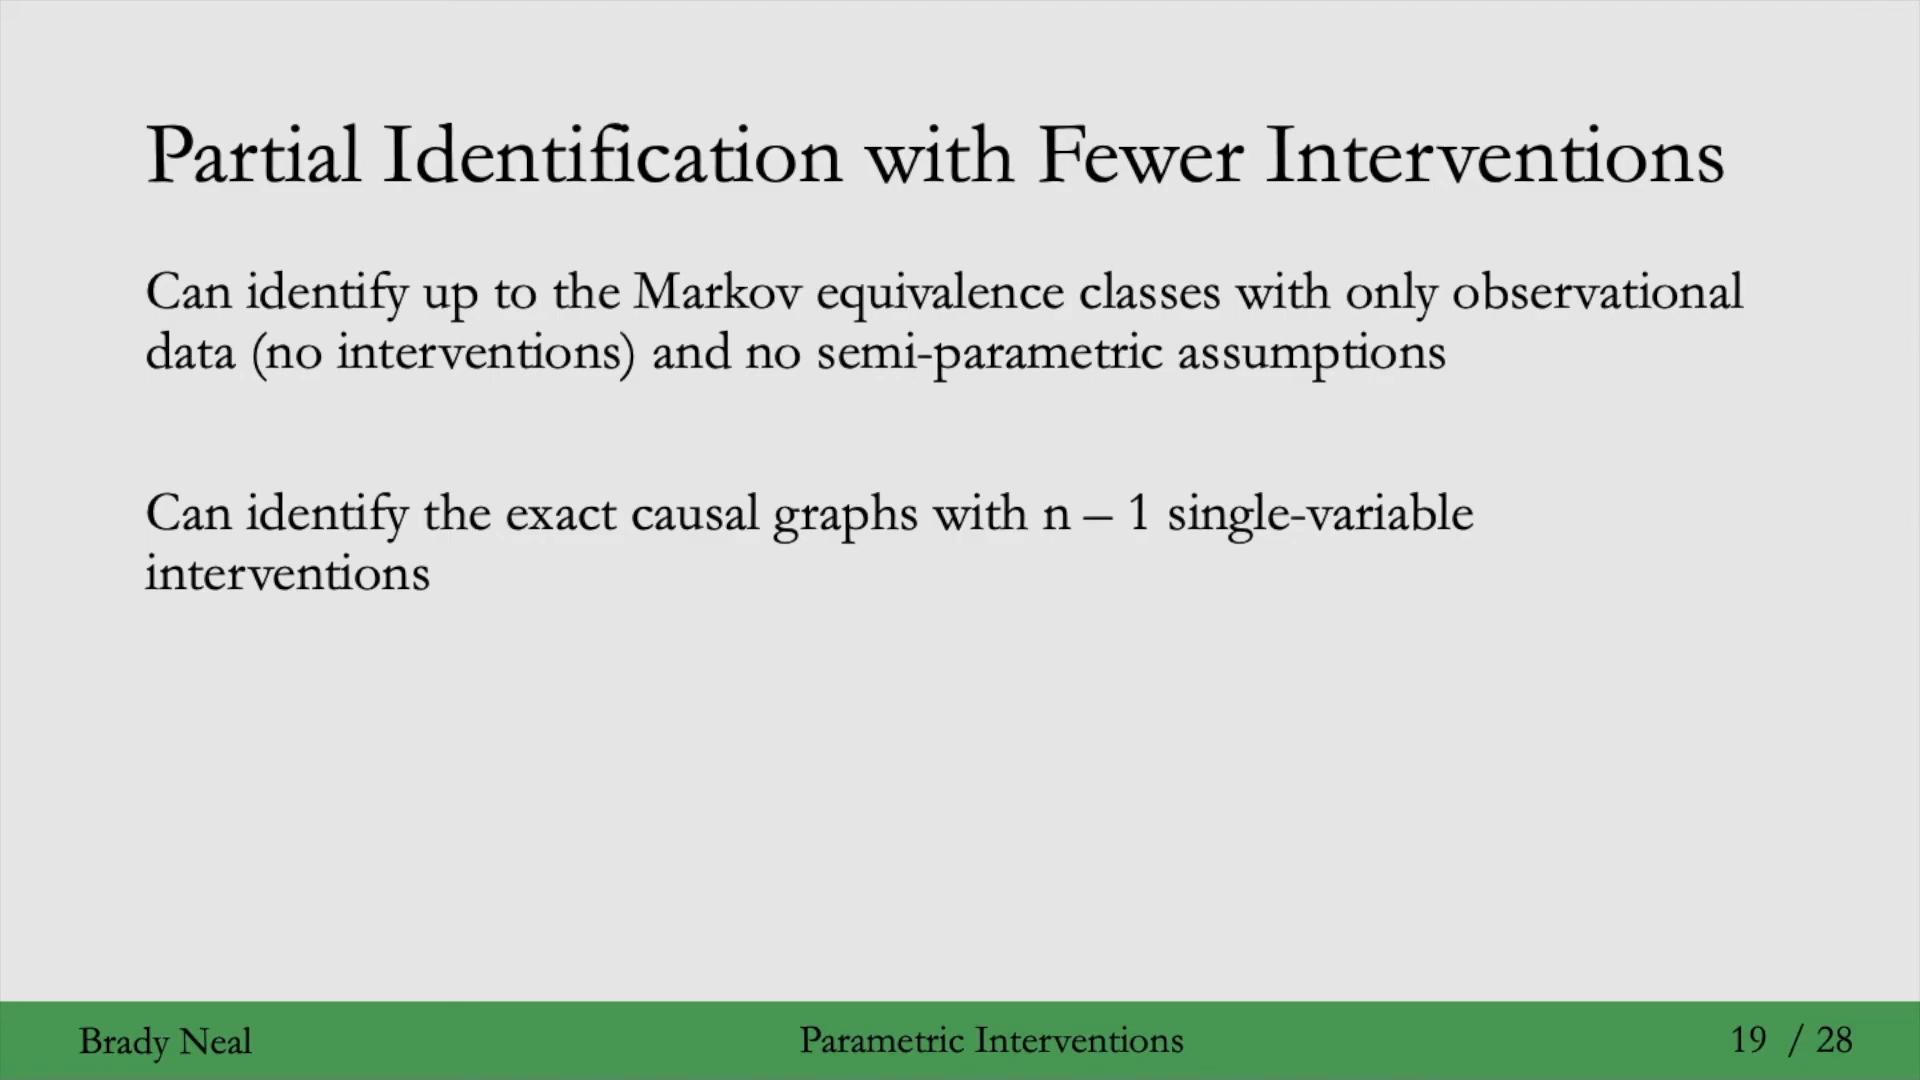 Partial Identification with Fewer Interventions
Can identify up to the Markov equivalence classes with only observational
data (no interventions) and no semi-parametric assumptions
Can identify the exact causal graphs with n – 1 single-variable
interventions
Brady Neal
Parametric Interventions
19 / 28